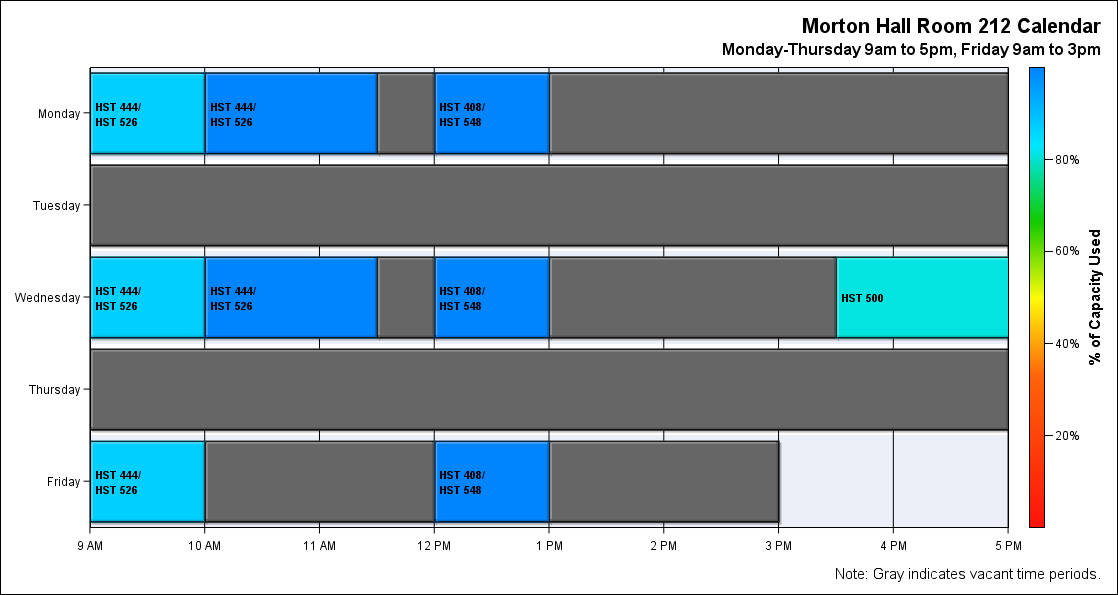 Morton Hall Room 212 Calendar
Monday-Thursday 9am to 5pm, Friday 9am to 3pm
Monday
HST 444/
HST 526
HST 444/
HST 526
HST 408/
HST 548
Tuesday
Wednesday
HST 444/
HST 526
HST 444/
HST 526
HST 408/
HST 548
HST 500
Thursday
Friday
HST 444/
HST 526
HST 408/
HST 548
9 AM
10 AM
11 AM
12 PM
1 PM
2 PM
3 PM
4 PM
5 PM
80%
60%
40%
20%
% of Capacity Used
Note: Gray indicates vacant time periods.